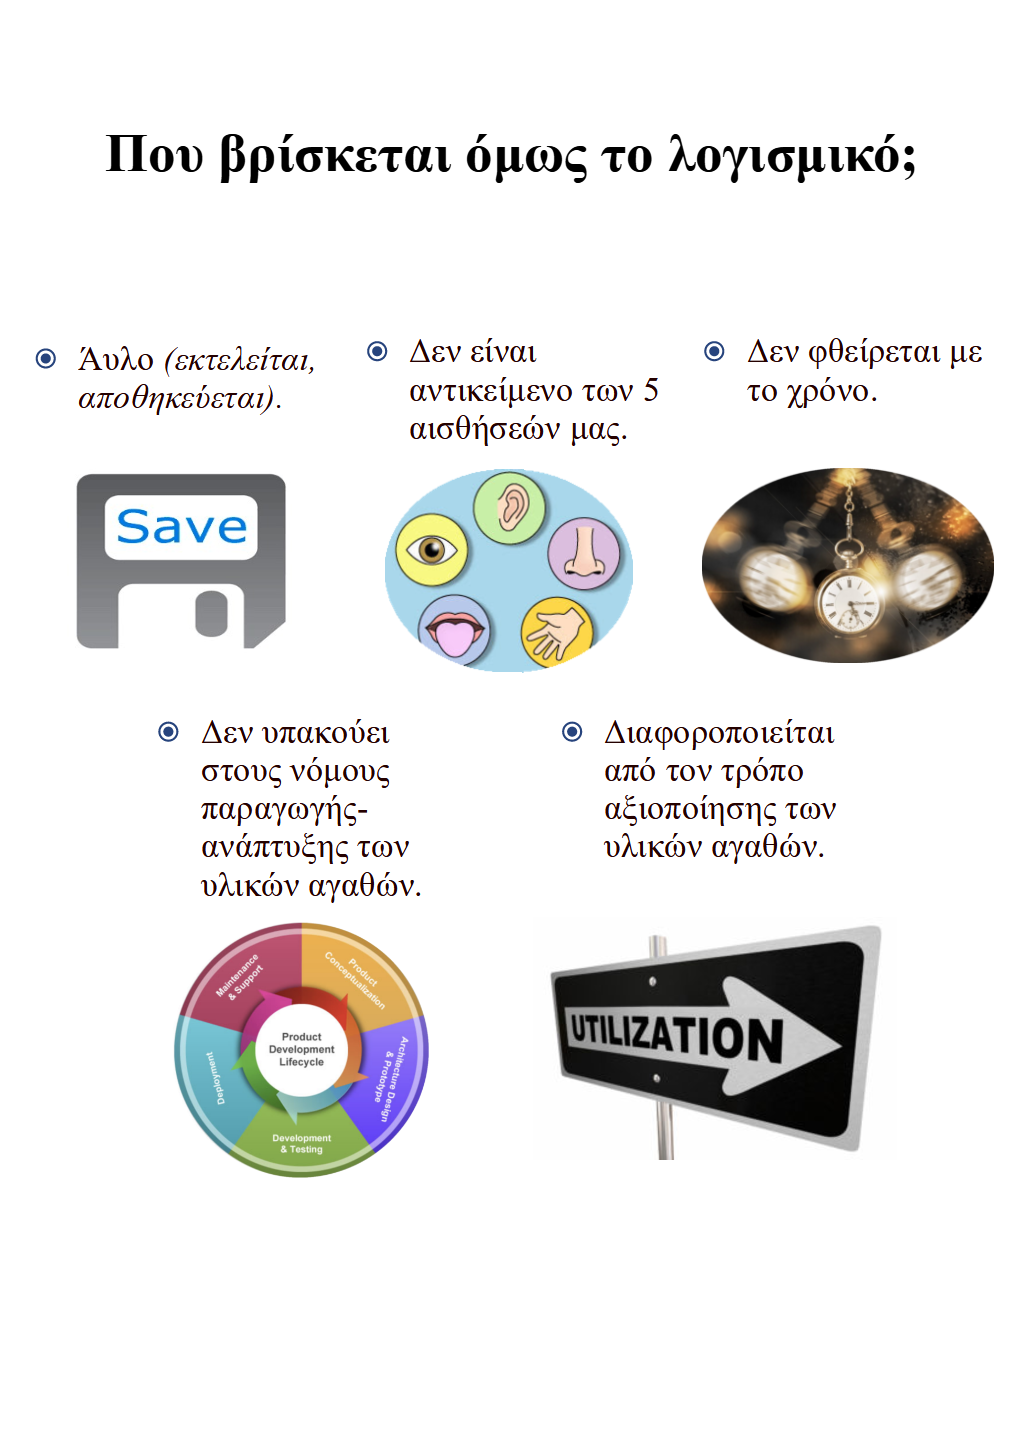 Που βρίσκεται όμως το λογισμικό;
Άυλο (εκτελείται,
αποθηκεύεται).
Δεν είναι
αντικείμενο των 5
αισθήσεών μας.
Δεν φθείρεται με
το χρόνο.
Save
Δεν υπακούει
στους νόμους
παραγωγής-
ανάπτυξης των
υλικών αγαθών.
Διαφοροποιείται
από τον τρόπο
αξιοποίησης των
υλικών αγαθών.
Maintenance
& Support
Product
Conceptualization
Architecture Design
& Prototype
Development
& Testing
Deployment
Product
Development
Lifecycle
UTILIZATION